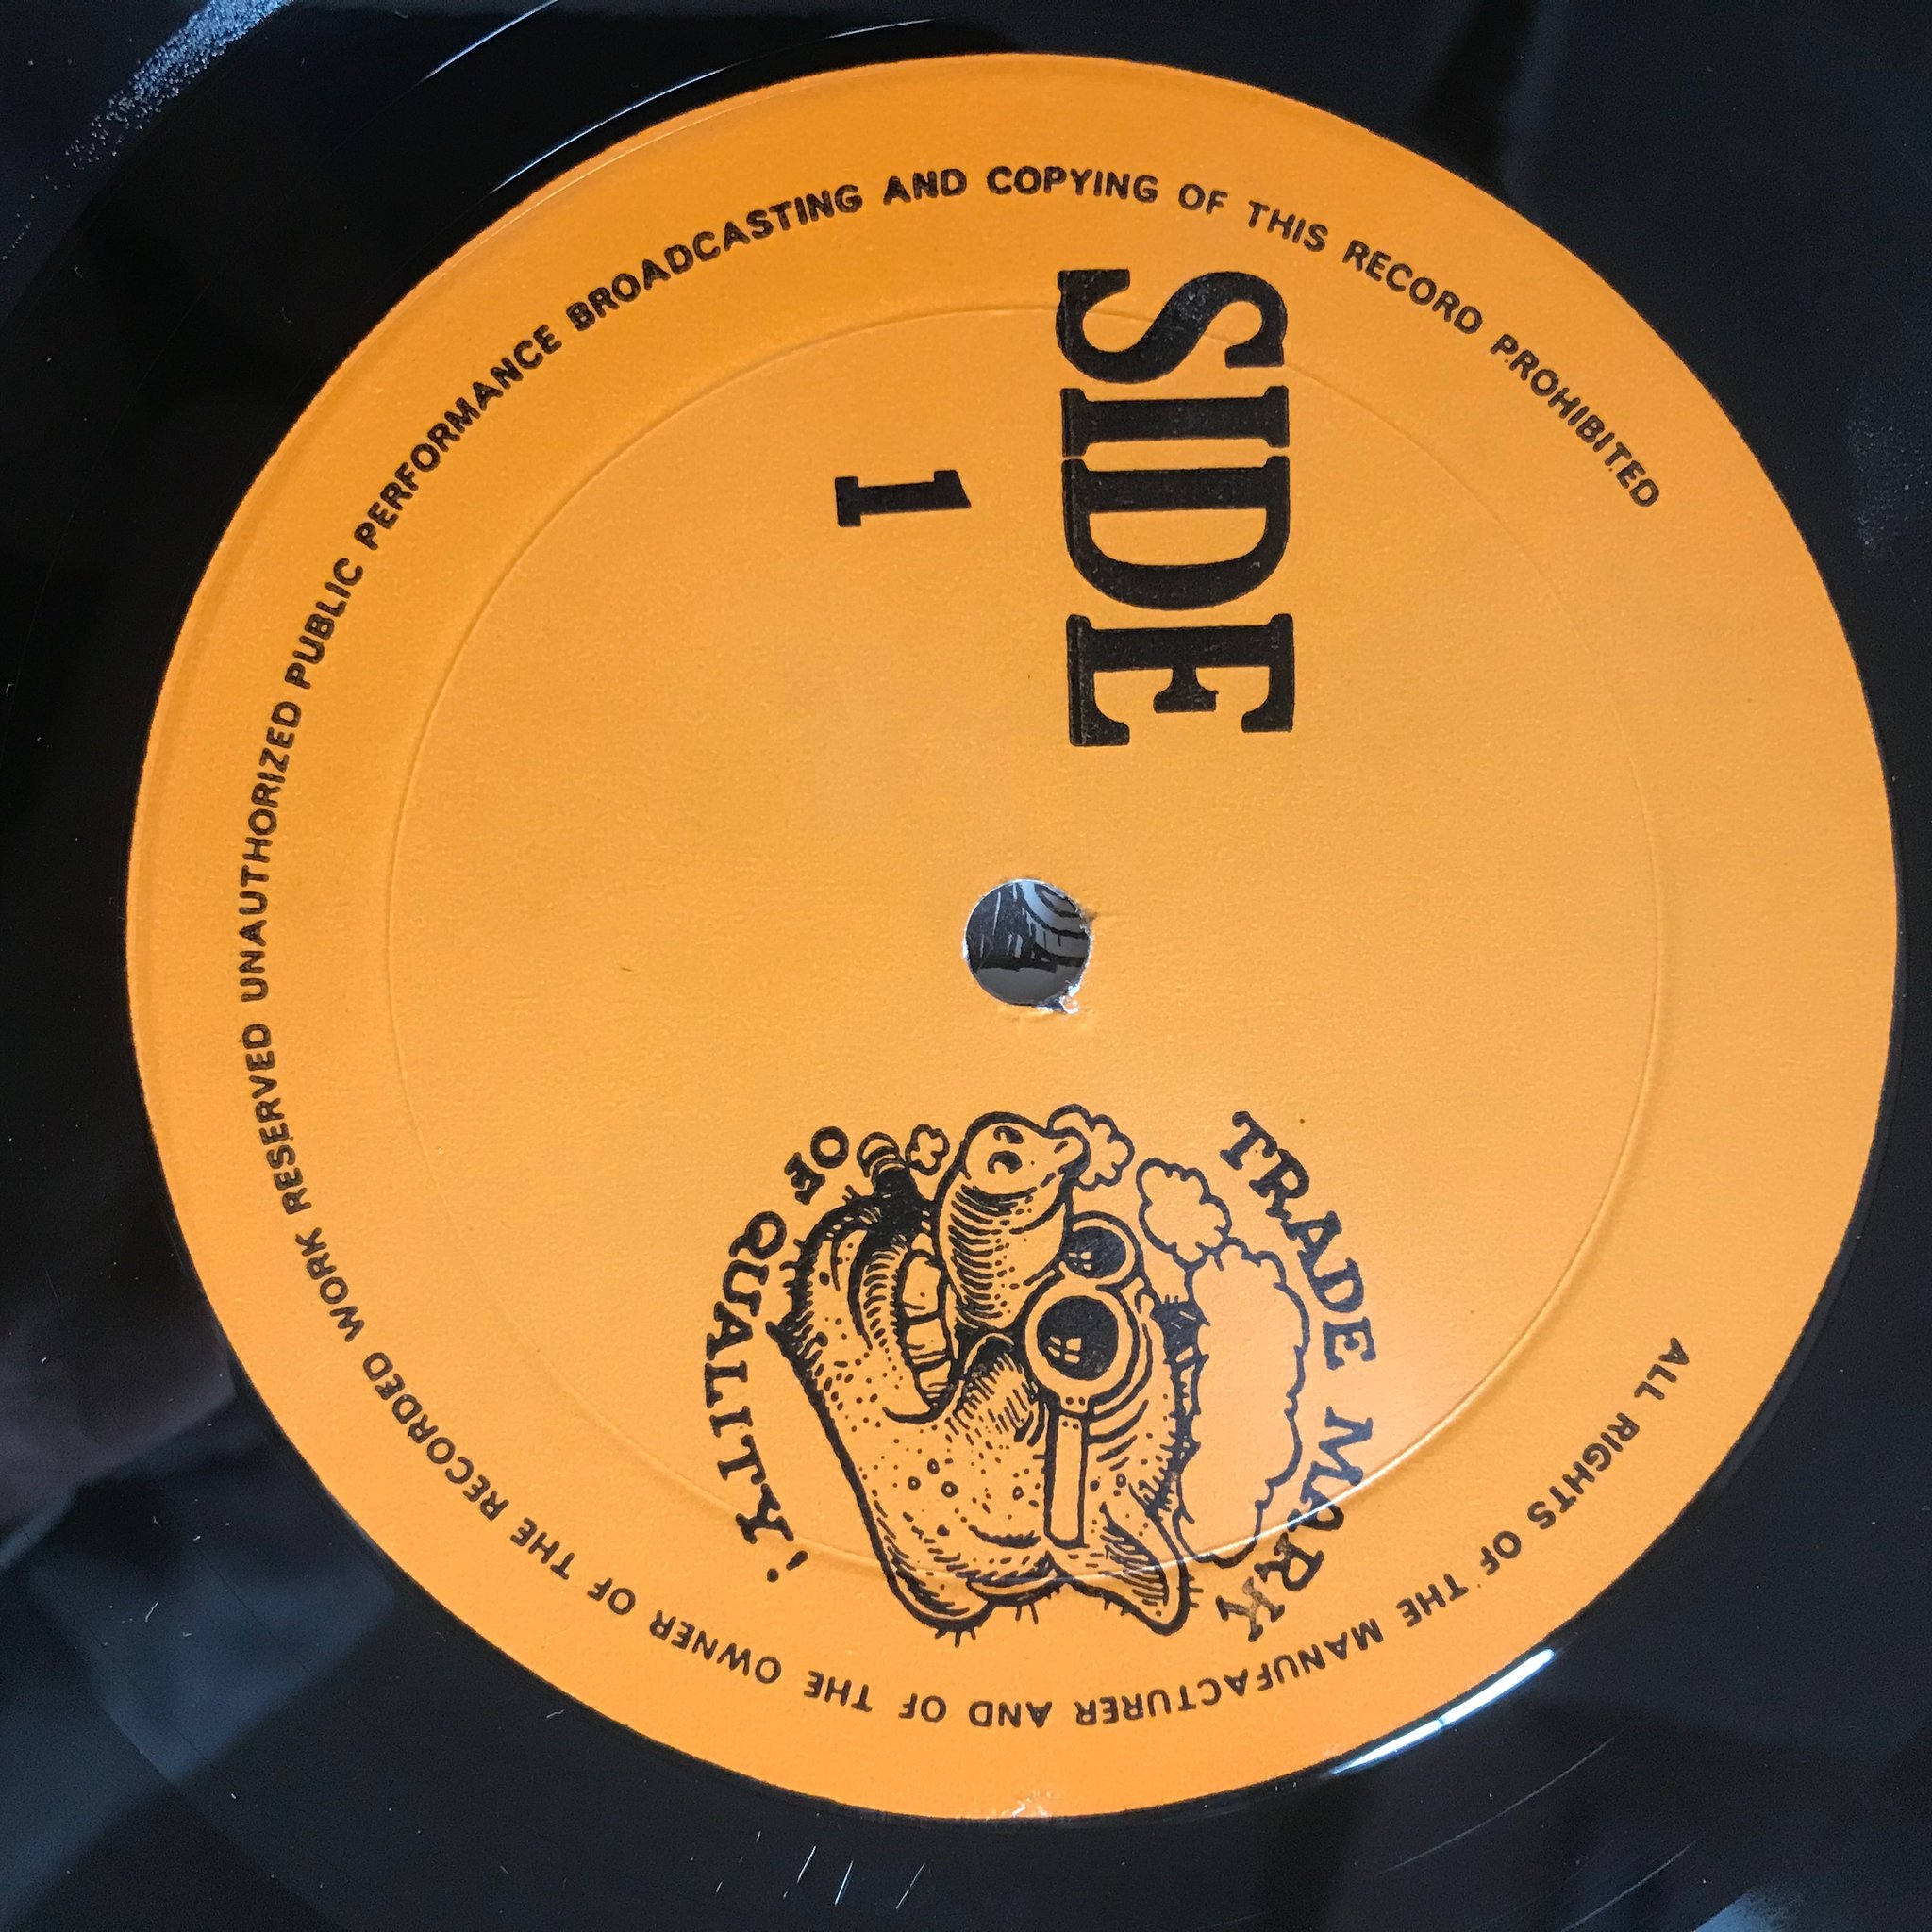 ALL RIGHTS OF THE MANUFACTURER AND OF THE OWNER OF THE RECORDED WORK RESERVED UNAUTHORIZED PUBLIC PERFORMANCE BROADCASTING AND COPYING OF THIS RECORD PROHIBITED
SIDE
1
TRADE MARK
OF QUALITY!